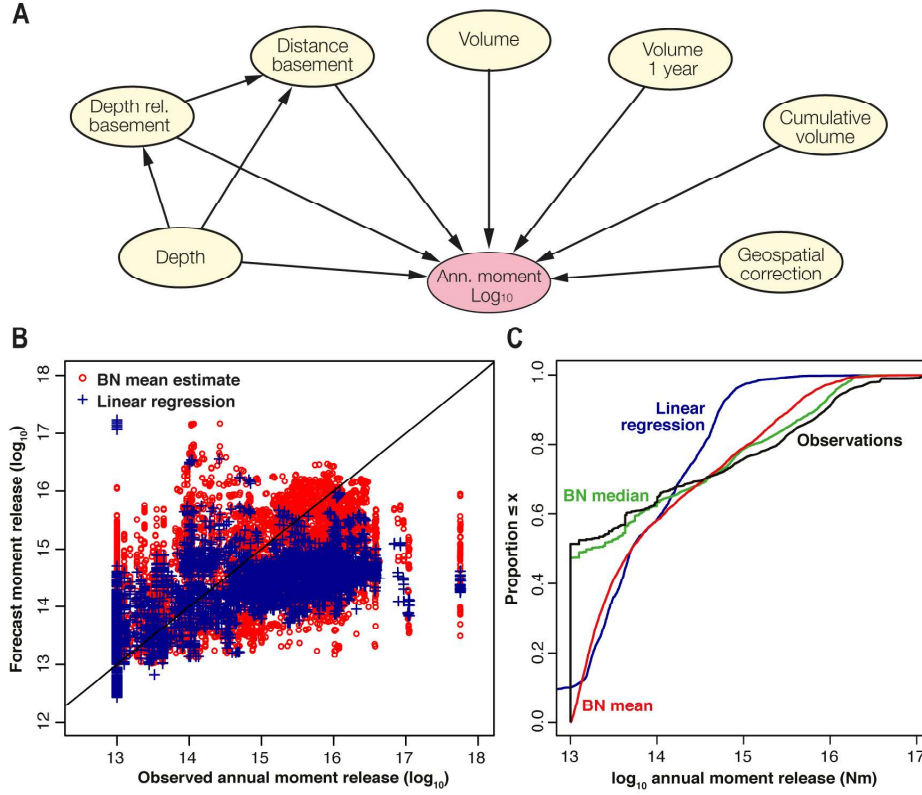 A
Distance
basement
Volume
Volume
1 year
Depth rel.
basement
Cumulative
volume
Depth
Ann. moment
Log₁₀
Geospatial
correction
B
BN mean estimate
Linear regression
Forecast moment release (log₁₀)
18
17
16
15
14
13
12
13 14 15 16 17 18
Observed annual moment release (log₁₀)
C
Linear
regression
Observations
BN median
BN mean
Proportion ≤ x
1.0
0.8
0.6
0.4
0.2
0.0
13 14 15 16 17
log₁₀ annual moment release (Nm)